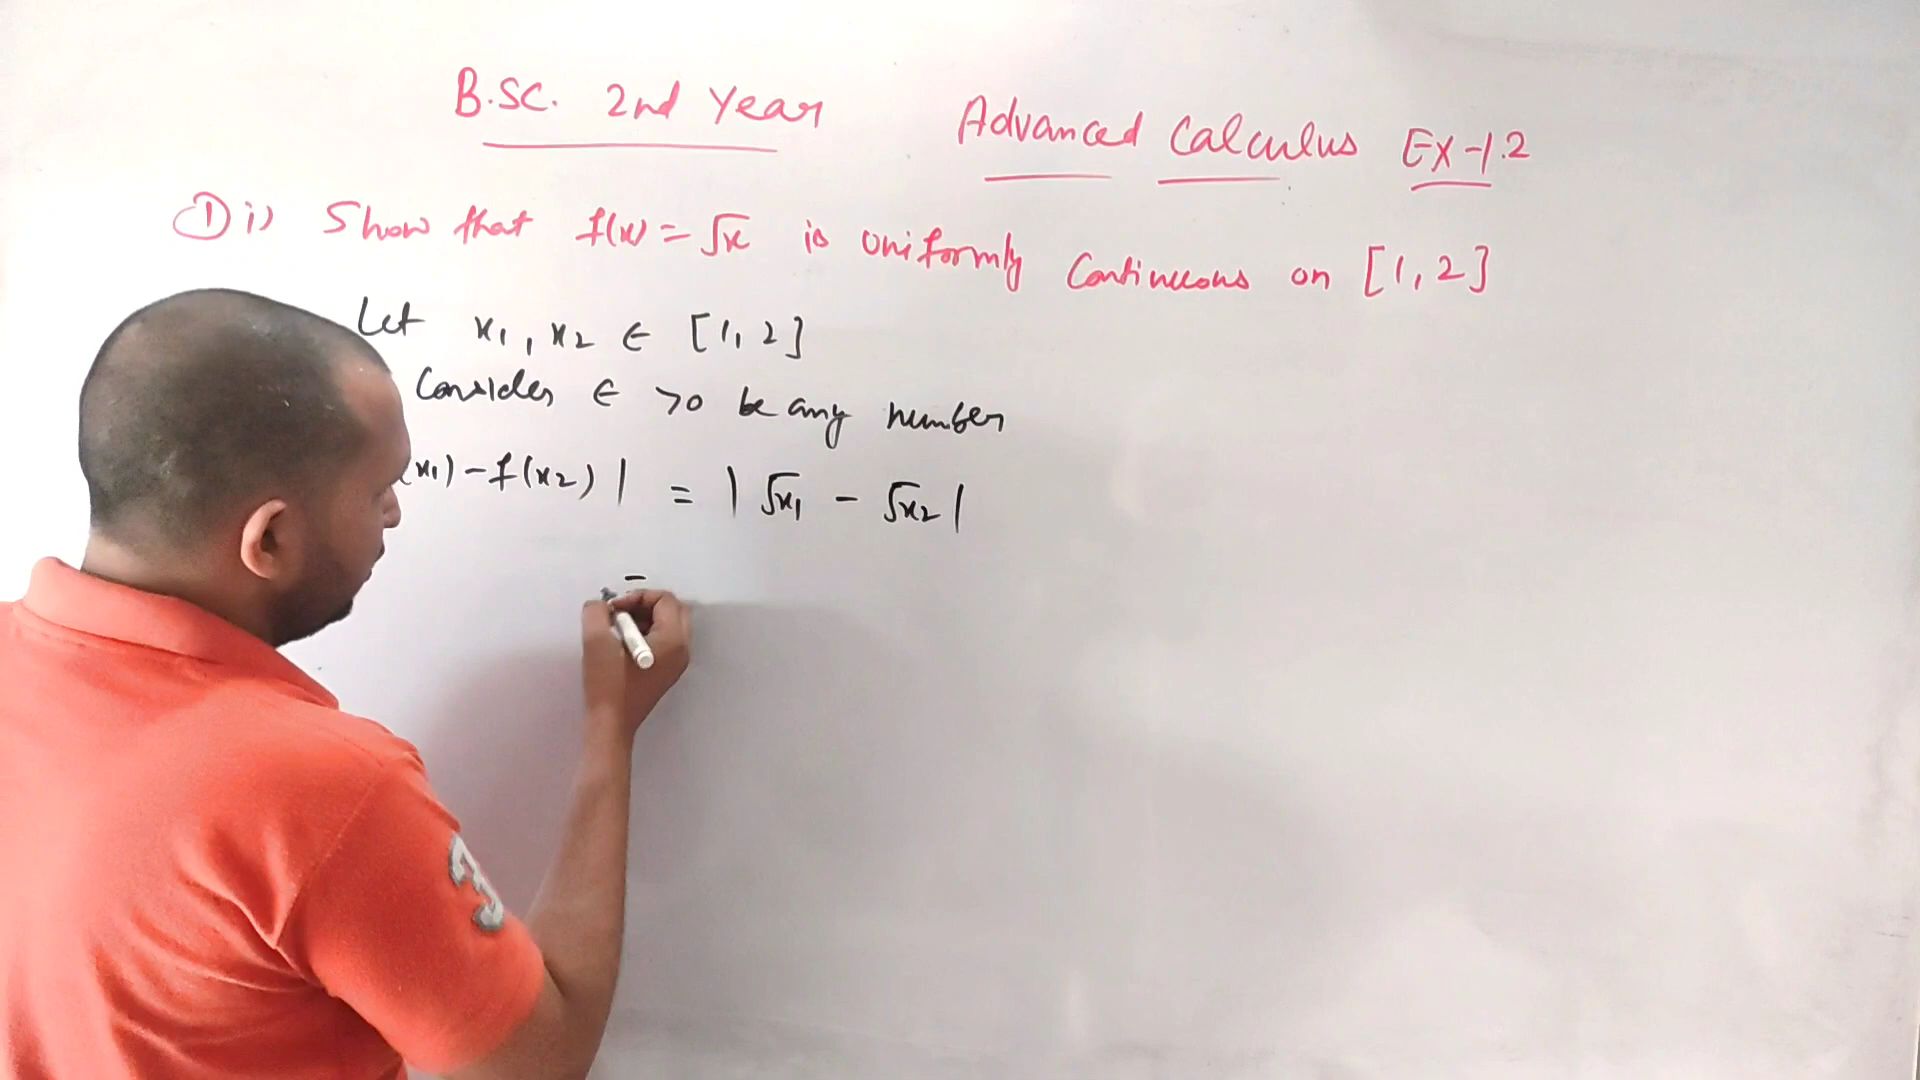 B.SC. 2nd Year Advanced Calculus EX-1.2
① i) Show that f(x) = √x is Uniformly Continuous on [1, 2]
Let x₁, x₂ ∈ [1, 2]
Consider ∈ >0 be any number
(x₁) - f(x₂) | = | √x₁ - √x₂ |
=
3